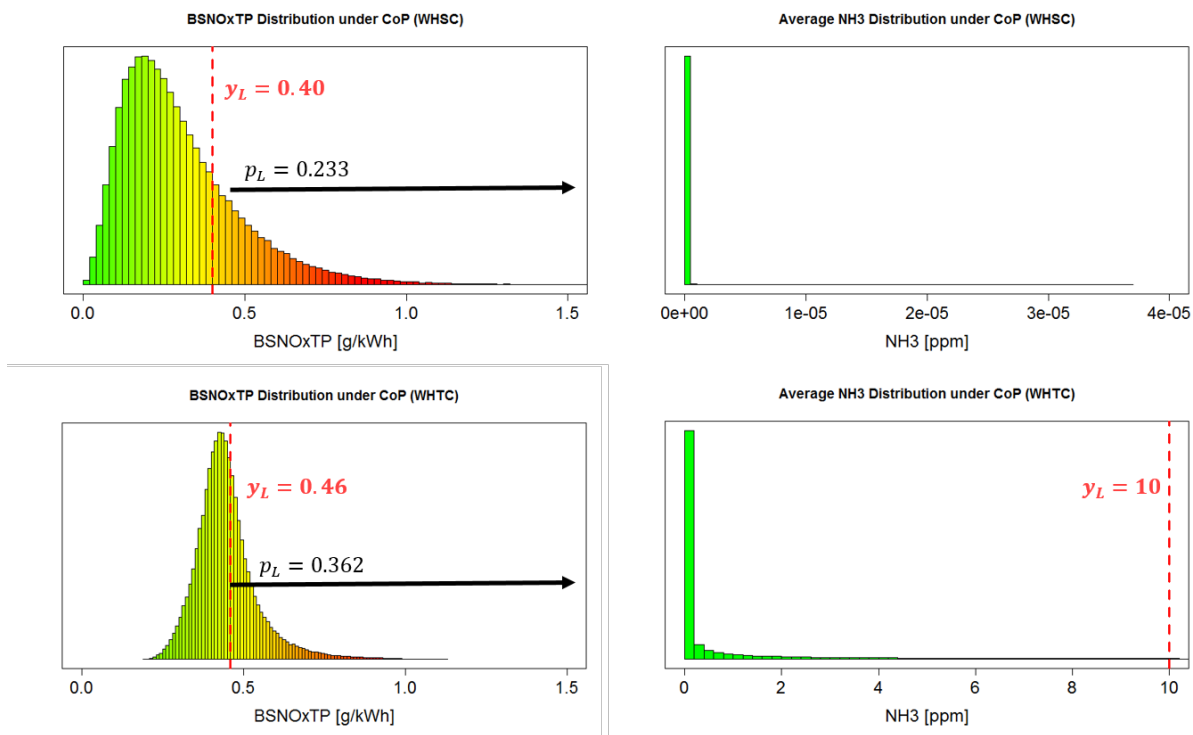 BSNOxTP Distribution under CoP (WHSC)
y_L = 0.40
p_L = 0.233
0.0 0.5 1.0 1.5
BSNOxTP [g/kWh]
Average NH3 Distribution under CoP (WHSC)
0e+00 1e-05 2e-05 3e-05 4e-05
NH3 [ppm]
BSNOxTP Distribution under CoP (WHTC)
y_L = 0.46
p_L = 0.362
0.0 0.5 1.0 1.5
BSNOxTP [g/kWh]
Average NH3 Distribution under CoP (WHTC)
y_L = 10
0 2 4 6 8 10
NH3 [ppm]